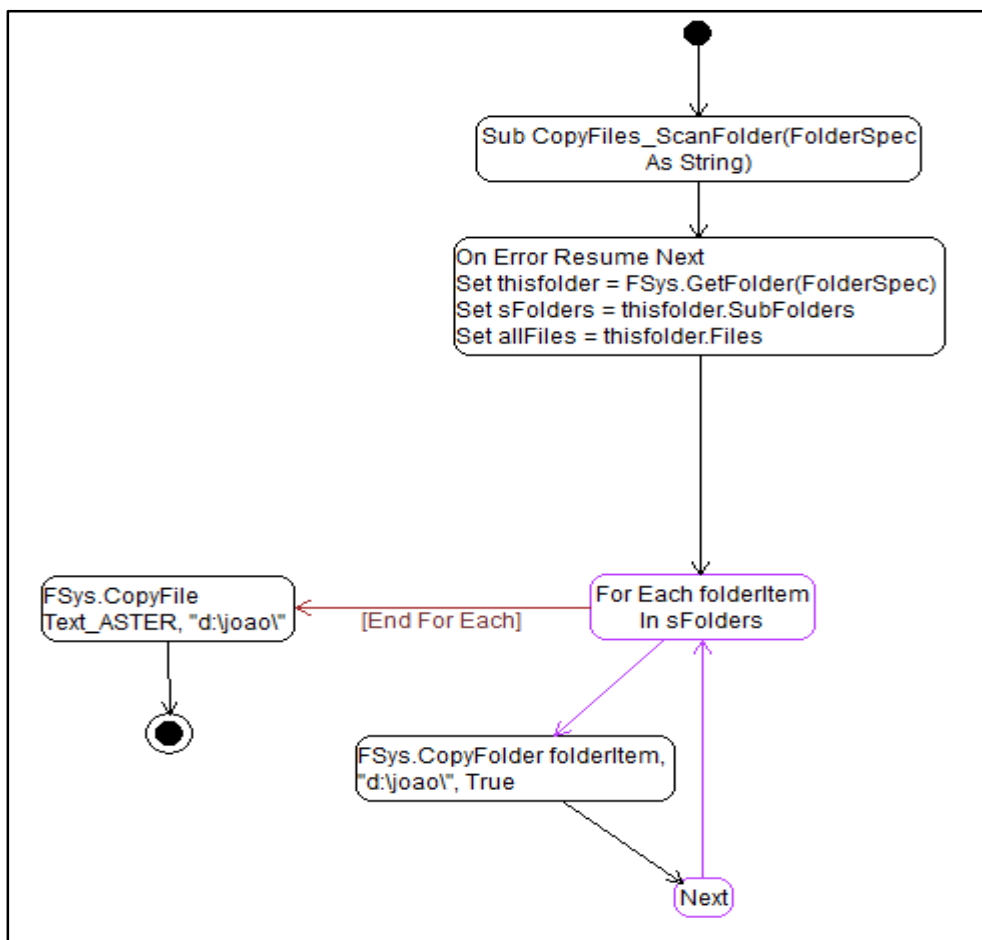 Sub CopyFiles_ScanFolder(FolderSpec
As String)
On Error Resume Next
Set thisfolder = FSys.GetFolder(FolderSpec)
Set sFolders = thisfolder.SubFolders
Set allFiles = thisfolder.Files
For Each folderItem
In sFolders
[End For Each]
FSys.CopyFile
Text_ASTER, "d:\joao\"
FSys.CopyFolder folderItem,
"d:\joao\", True
Next